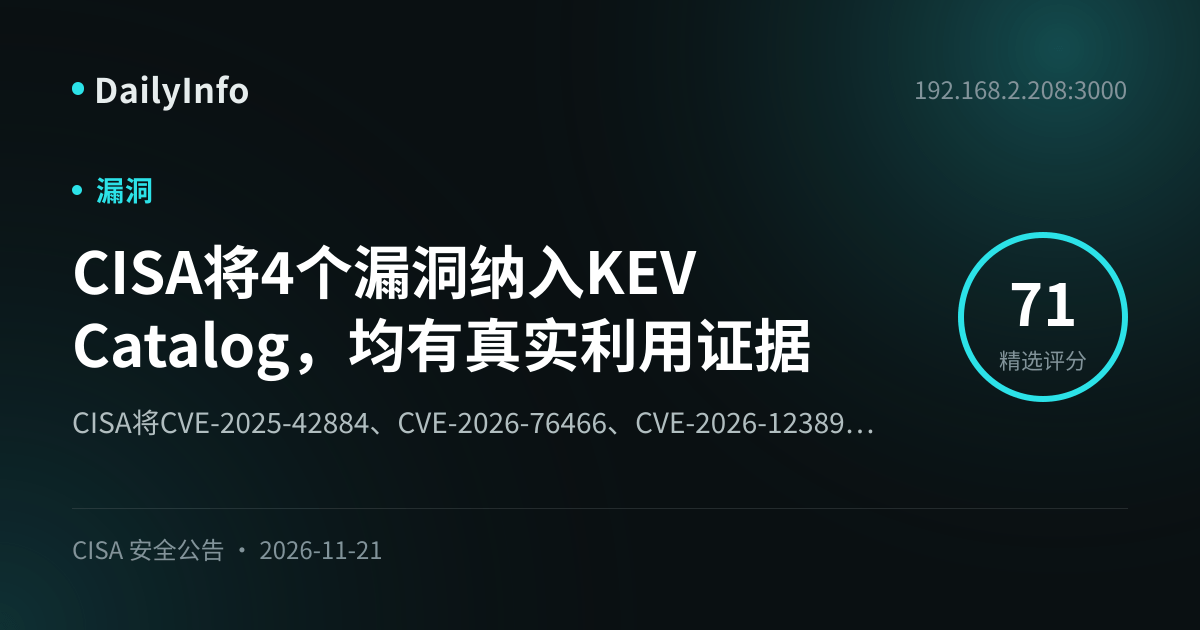 DailyInfo
192.168.2.208:3000
漏洞
CISA将4个漏洞纳入KEV
Catalog，均有真实利用证据
71
精选评分
CISA将CVE-2025-42884、CVE-2026-76466、CVE-2026-12389…
CISA 安全公告 · 2026-11-21